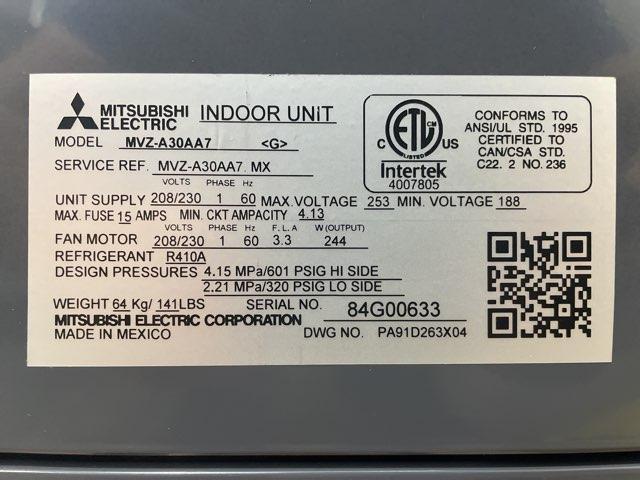 MITSUBISHI ELECTRIC INDOOR UNIT
MODEL MVZ-A30AA7 <G>
SERVICE REF. MVZ-A30AA7. MX
VOLTS PHASE Hz
UNIT SUPPLY 208/230 1 60 MAX.VOLTAGE 253 MIN. VOLTAGE 188
MAX. FUSE 15 AMPS MIN. CKT AMPACITY 4.13
VOLTS PHASE Hz F.L.A W(OUTPUT)
FAN MOTOR 208/230 1 60 3.3 244
REFRIGERANT R410A
DESIGN PRESSURES 4.15 MPa/601 PSIG HI SIDE
2.21 MPa/320 PSIG LO SIDE
WEIGHT 64 Kg/ 141LBS SERIAL NO. 84G00633
MITSUBISHI ELECTRIC CORPORATION
MADE IN MEXICO DWG NO. PA91D263X04
C ETL CM US
LISTED
Intertek
4007805
CONFORMS TO
ANSI/UL STD. 1995
CERTIFIED TO
CAN/CSA STD.
C22. 2 NO. 236